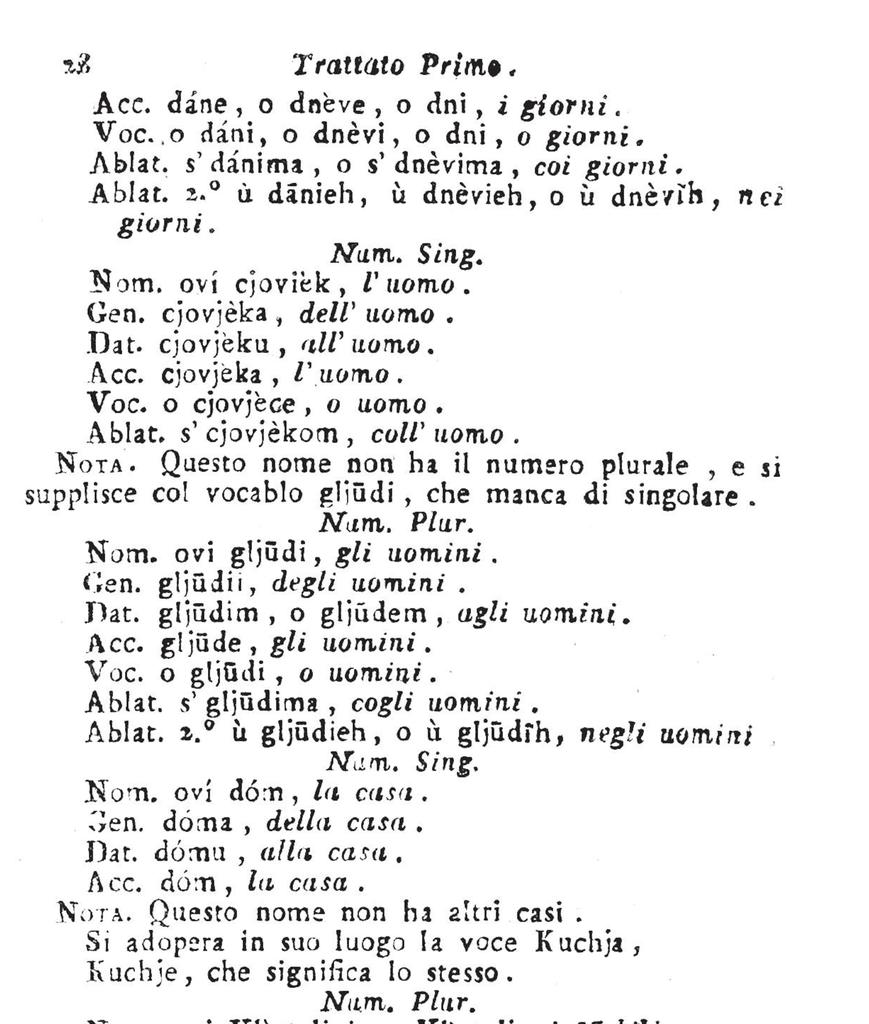 28 Trattato Primo.
Acc. dáne, o dnève, o dni, i giorni.
Voc. o dáni, o dnèvi, o dni, o giorni.
Ablat. s' dánima, o s' dnèvima, coi giorni.
Ablat. 2.° ù dānieh, ù dnèvieh, o ù dnèvĩh, nei
giorni.
Num. Sing.
Nom. oví cjovièk, l' uomo.
Gen. cjovjèka, dell' uomo.
Dat. cjovjèku, all' uomo.
Acc. cjovjèka, l' uomo.
Voc. o cjovjèce, o uomo.
Ablat. s' cjovjèkom, coll' uomo.
NOTA. Questo nome non ha il numero plurale, e si
supplisce col vocablo gljūdi, che manca di singolare.
Num. Plur.
Nom. ovi gljūdi, gli uomini.
Gen. gljūdii, degli uomini.
Dat. gljūdim, o gljūdem, agli uomini.
Acc. gljūde, gli uomini.
Voc. o gljūdi, o uomini.
Ablat. s' gljūdima, cogli uomini.
Ablat. 2.° ù gljūdieh, o ù gljūdĩh, negli uomini
Num. Sing.
Nom. oví dóm, la casa.
Gen. dóma, della casa.
Dat. dómu, alla casa.
Acc. dóm, la casa.
NOTA. Questo nome non ha altri casi.
Si adopera in suo luogo la voce Kuchja,
Kuchje, che significa lo stesso.
Num. Plur.